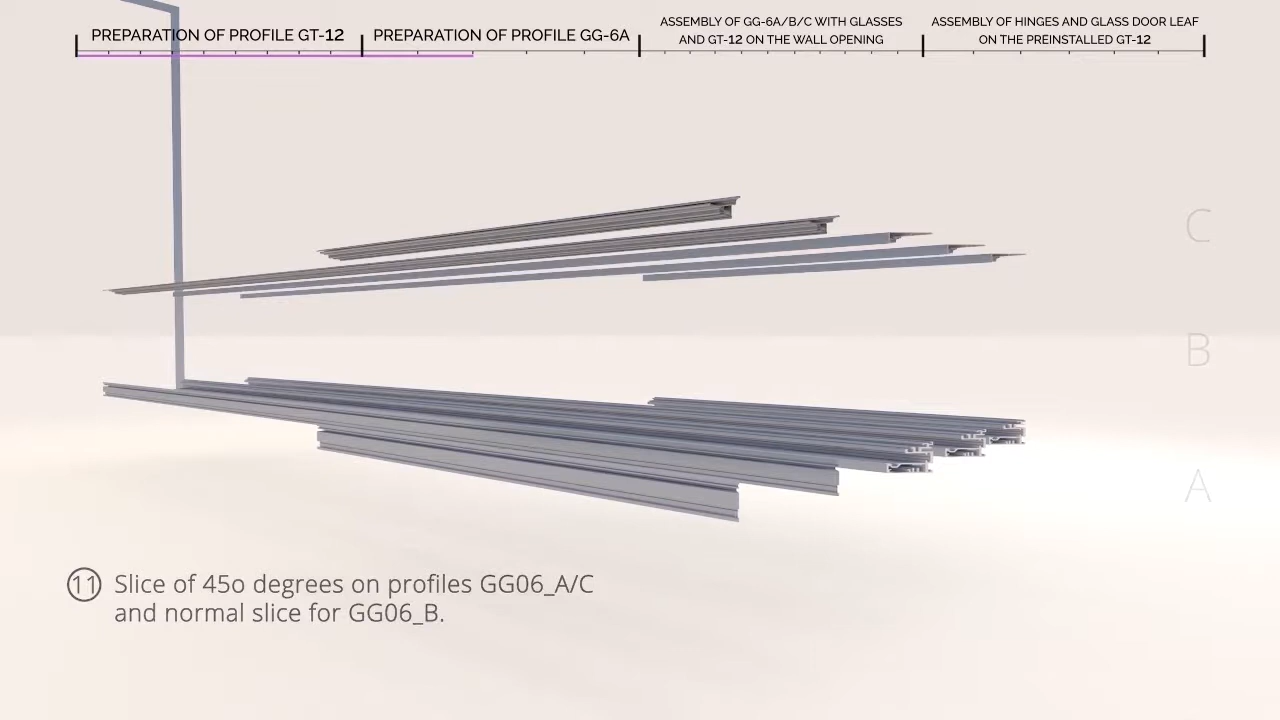 PREPARATION OF PROFILE GT-12
PREPARATION OF PROFILE GG-6A
ASSEMBLY OF GG-6A/B/C WITH GLASSES
AND GT-12 ON THE WALL OPENING
ASSEMBLY OF HINGES AND GLASS DOOR LEAF
ON THE PREINSTALLED GT-12
C
B
A
11 Slice of 45o degrees on profiles GG06_A/C
and normal slice for GG06_B.